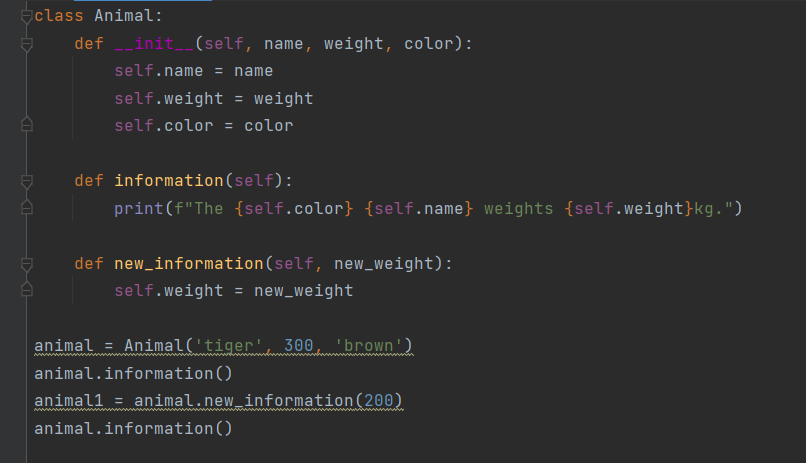 class Animal:
    def __init__(self, name, weight, color):
        self.name = name
        self.weight = weight
        self.color = color
    def information(self):
        print(f"The {self.color} {self.name} weights {self.weight}kg.")
    def new_information(self, new_weight):
        self.weight = new_weight
animal = Animal('tiger', 300, 'brown')
animal.information()
animal1 = animal.new_information(200)
animal.information()